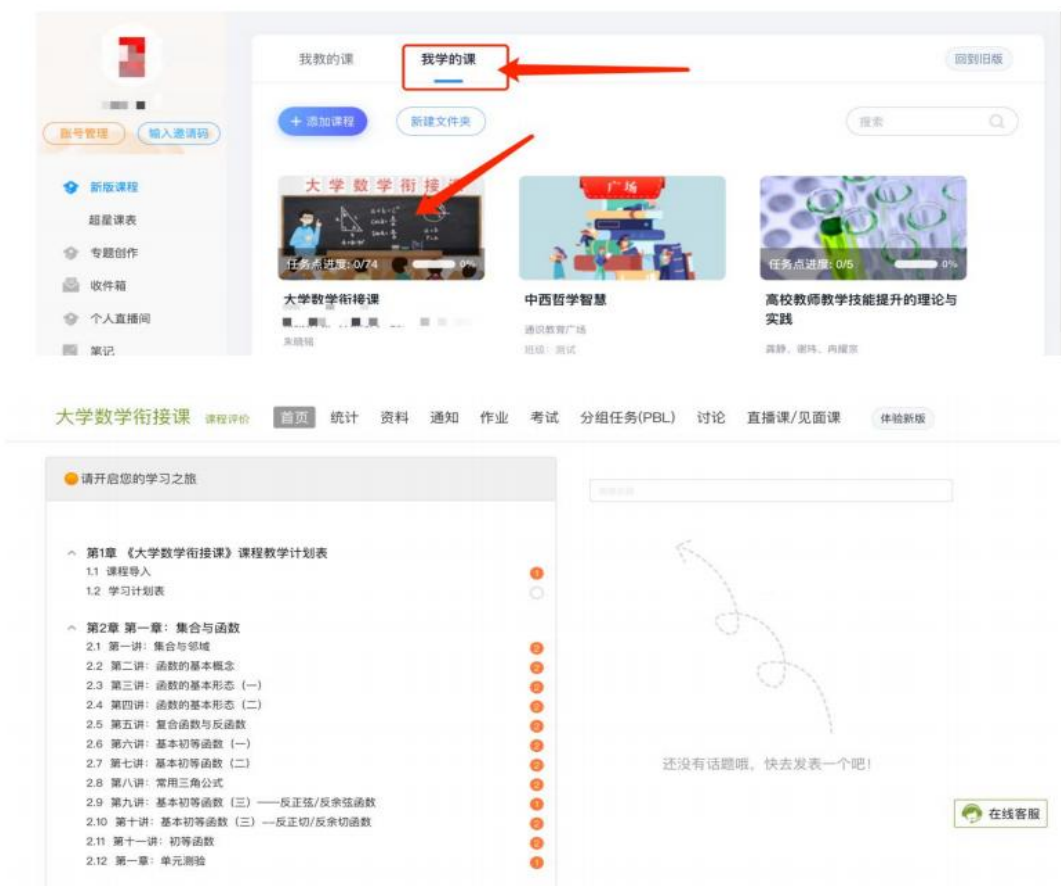 我教的课
我学的课
回到旧版
账号管理
输入邀请码
+ 添加课程
新建文件夹
搜索
新版课程
超星课表
专题创作
收件箱
个人直播间
笔记
大学数学衔接
任务点进度: 0/74 0%
大学数学衔接课
广场
中西哲学智慧
通识教育广场
班级: 测试
任务点进度: 0/5 0%
高校教师教学技能提升的理论与
实践
大学数学衔接课 课程评价 首页 统计 资料 通知 作业 考试 分组任务(PBL) 讨论 直播课/见面课 体验新版
请开启您的学习之旅
第1章 《大学数学衔接课》课程教学计划表
1.1 课程导入 1
1.2 学习计划表
第2章 第一章: 集合与函数
2.1 第一讲: 集合与邻域 2
2.2 第二讲: 函数的基本概念 2
2.3 第三讲: 函数的基本形态 (一) 2
2.4 第四讲: 函数的基本形态 (二) 2
2.5 第五讲: 复合函数与反函数 2
2.6 第六讲: 基本初等函数 (一) 2
2.7 第七讲: 基本初等函数 (二) 2
2.8 第八讲: 常用三角公式 2
2.9 第九讲: 基本初等函数 (三) ——反正弦/反余弦函数 1
2.10 第十讲: 基本初等函数 (三) —反正切/反余切函数 2
2.11 第十一讲: 初等函数 2
2.12 第一章: 单元测验 1
还没有话题哦，快去发表一个吧!
在线客服